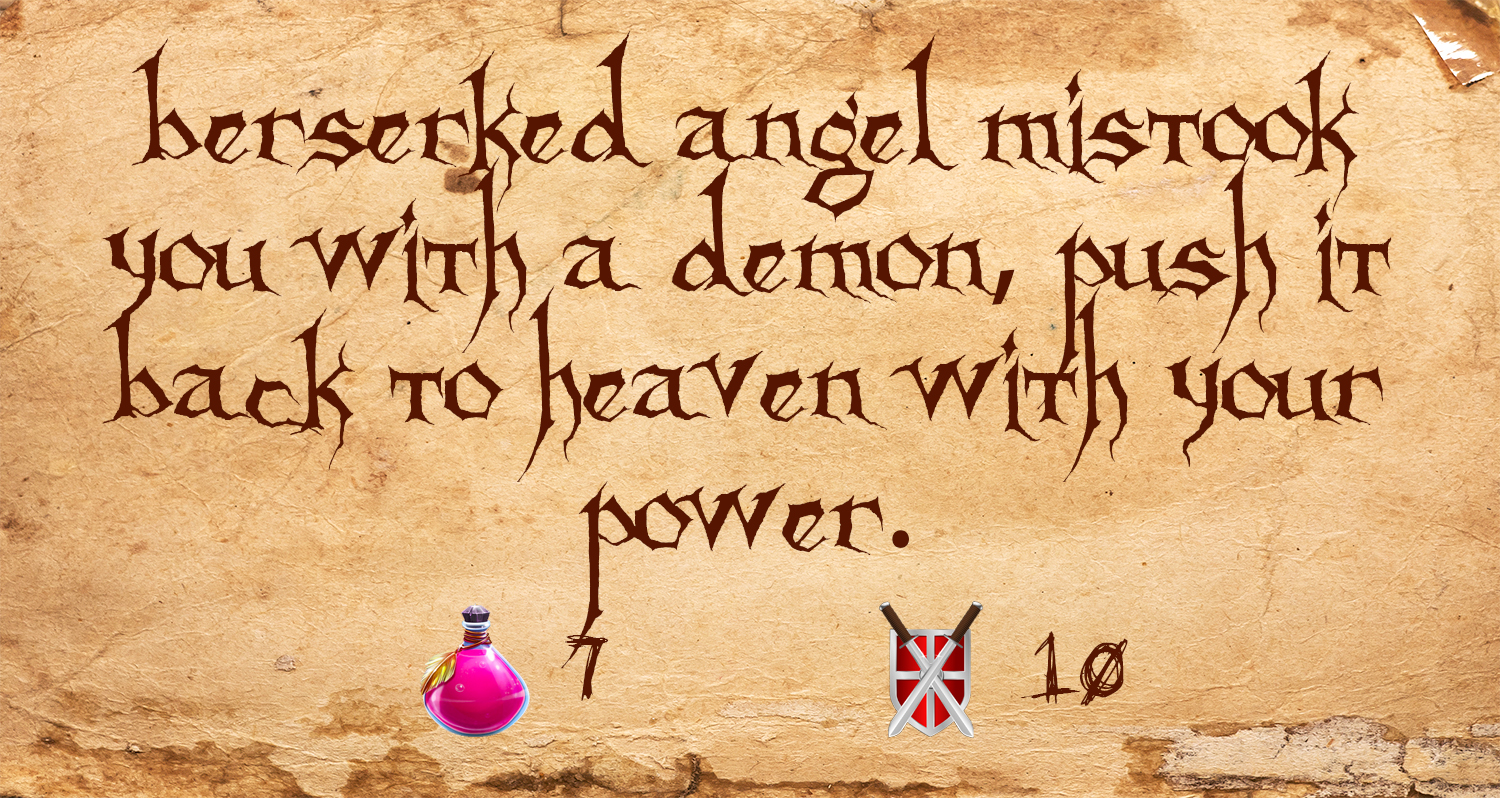 berserked angel mistook
you with a demon, push it
back to heaven with your
power.
7 10